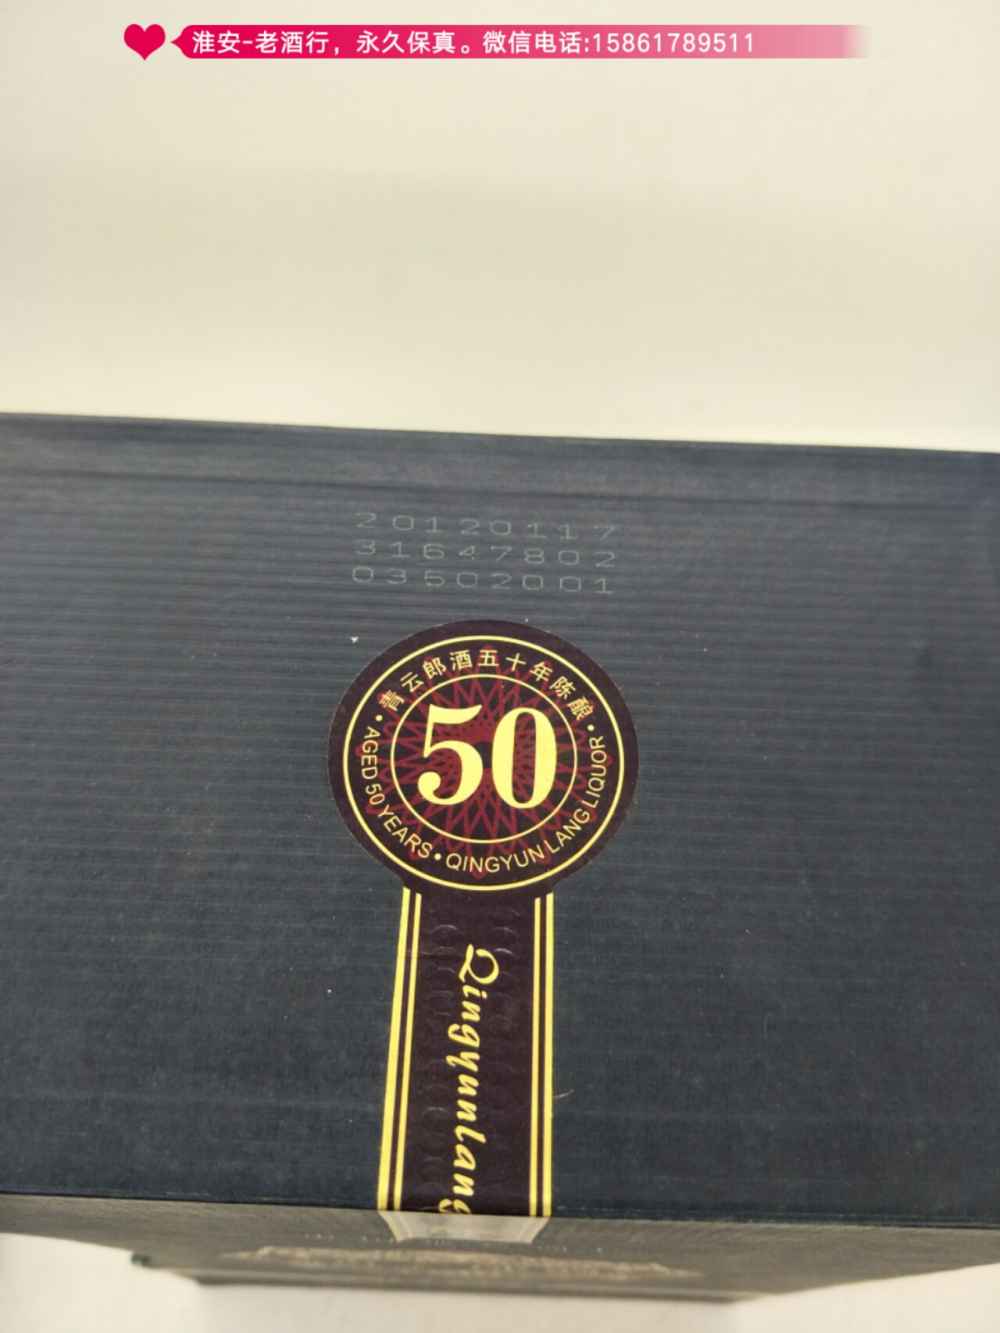 淮安-老酒行，永久保真。微信电话:15861789511
20120117
31647802
03502001
青云郎酒五十年陈酿
50
AGED 50 YEARS • QINGYUN LANG LIQUOR
Qingyunlang